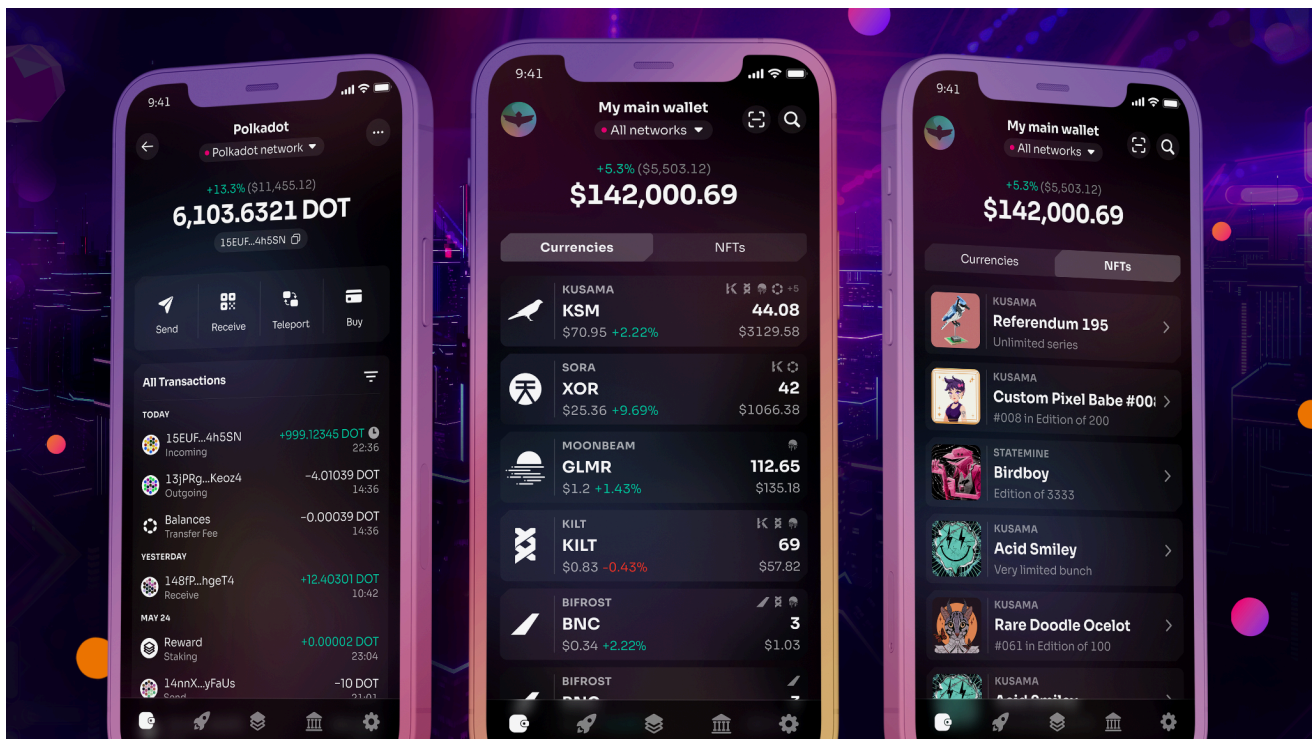 9:41
Polkadot
Polkadot network
+13.3% ($11,455.12)
6,103.6321 DOT
15EUF...4h5SN
Send Receive Teleport Buy
All Transactions
TODAY
15EUF...4h5SN +999.12345 DOT
Incoming 22:36
13jPRg...Keoz4 −4.01039 DOT
Outgoing 14:36
Balances −0.00039 DOT
Transfer Fee 14:36
YESTERDAY
148fP...hgeT4 +12.40301 DOT
Receive 10:42
MAY 24
Reward +0.00002 DOT
Staking 23:04
14nnX...yFaUs −10 DOT
Send 21:01
9:41
My main wallet
All networks
+5.3% ($5,503.12)
$142,000.69
Currencies NFTs
KUSAMA +5
KSM 44.08
$70.95 +2.22% $3129.58
SORA
XOR 42
$25.36 +9.69% $1066.38
MOONBEAM
GLMR 112.65
$1.2 +1.43% $135.18
KILT
KILT 69
$0.83 -0.43% $57.82
BIFROST
BNC 3
$0.34 +2.22% $1.03
BIFROST
9:41
My main wallet
All networks
+5.3% ($5,503.12)
$142,000.69
Currencies NFTs
KUSAMA
Referendum 195
Unlimited series
KUSAMA
Custom Pixel Babe #00
#008 in Edition of 200
STATEMINE
Birdboy
Edition of 3333
KUSAMA
Acid Smiley
Very limited bunch
KUSAMA
Rare Doodle Ocelot
#061 in Edition of 100
KUSAMA
Acid Smiley